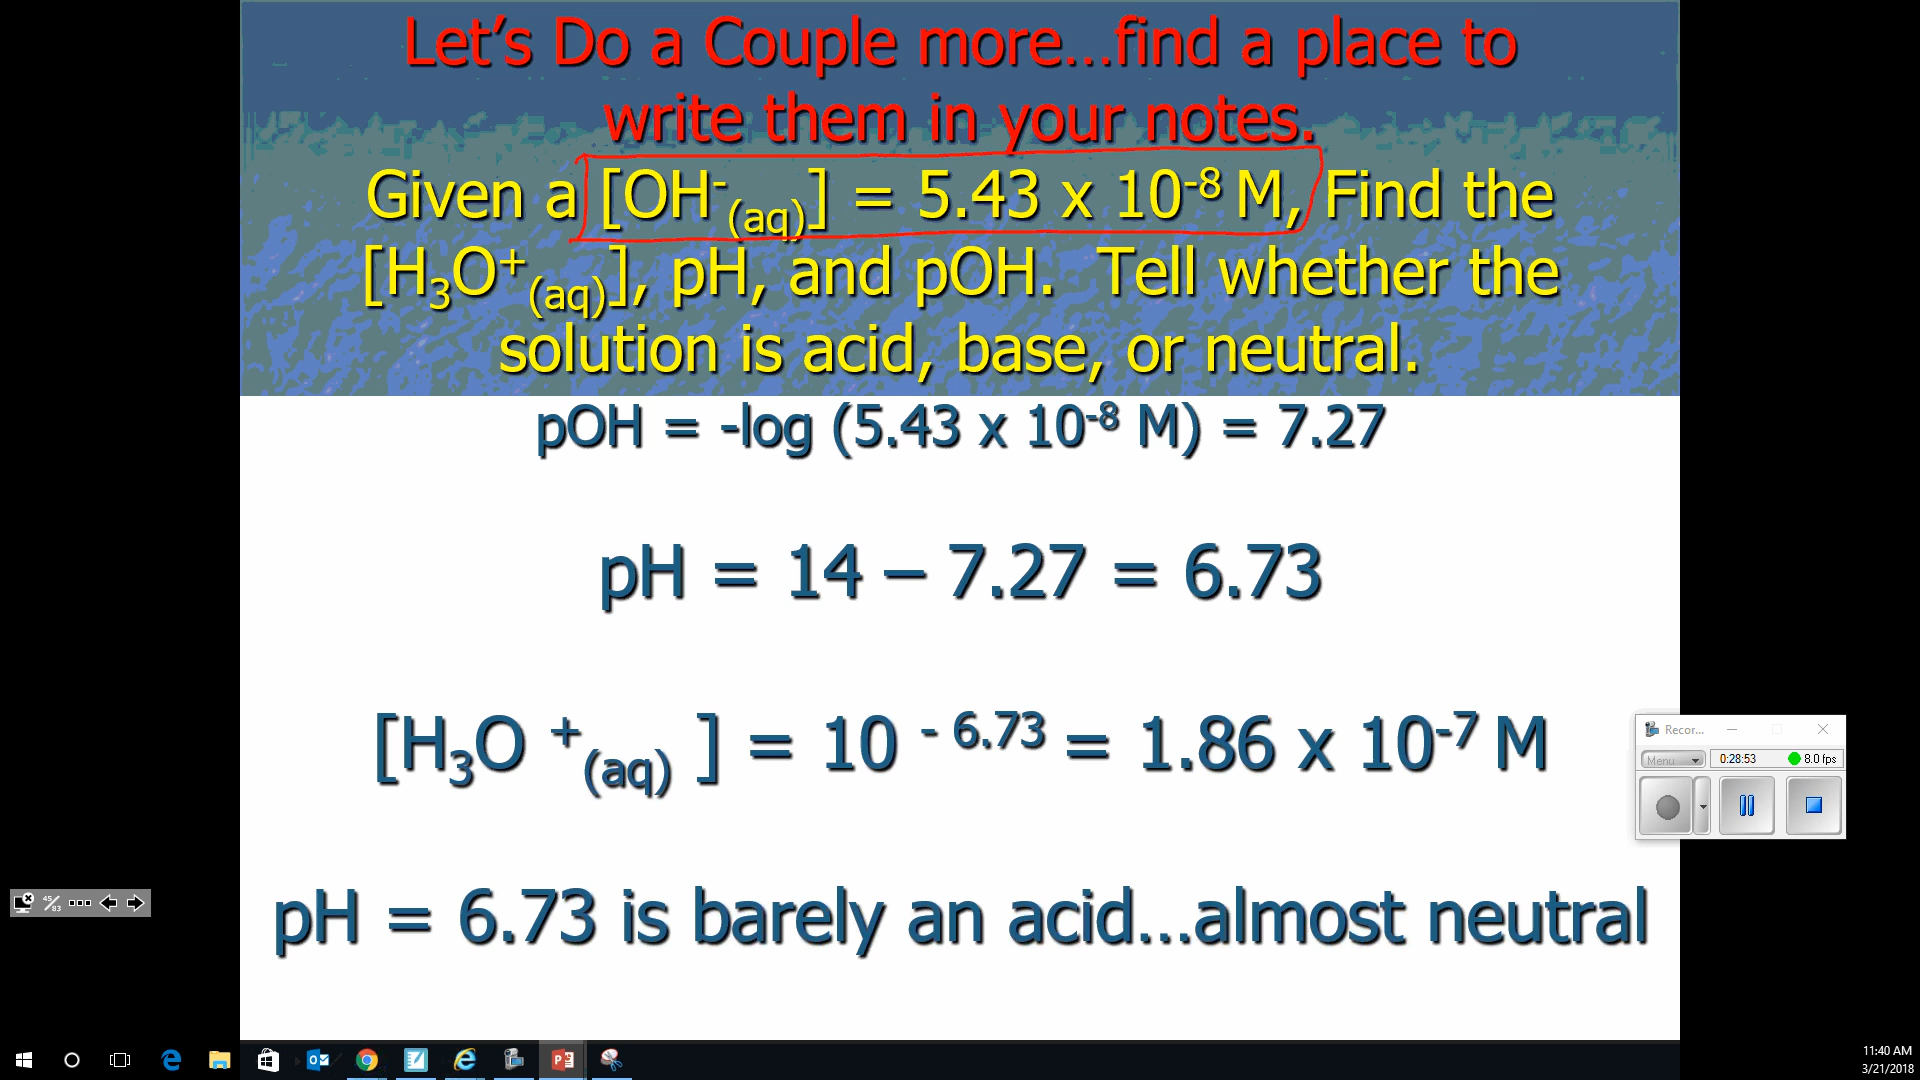 Let's Do a Couple more...find a place to
write them in your notes.
Given a [OH-(aq)] = 5.43 x 10-8 M, Find the
[H3O+(aq)], pH, and pOH. Tell whether the
solution is acid, base, or neutral.
pOH = -log (5.43 x 10-8 M) = 7.27
pH = 14 – 7.27 = 6.73
[H3O +(aq) ] = 10 - 6.73 = 1.86 x 10-7 M
pH = 6.73 is barely an acid...almost neutral
Recor...
Menu
0:28:53
8.0 fps
45/83
11:40 AM
3/21/2018